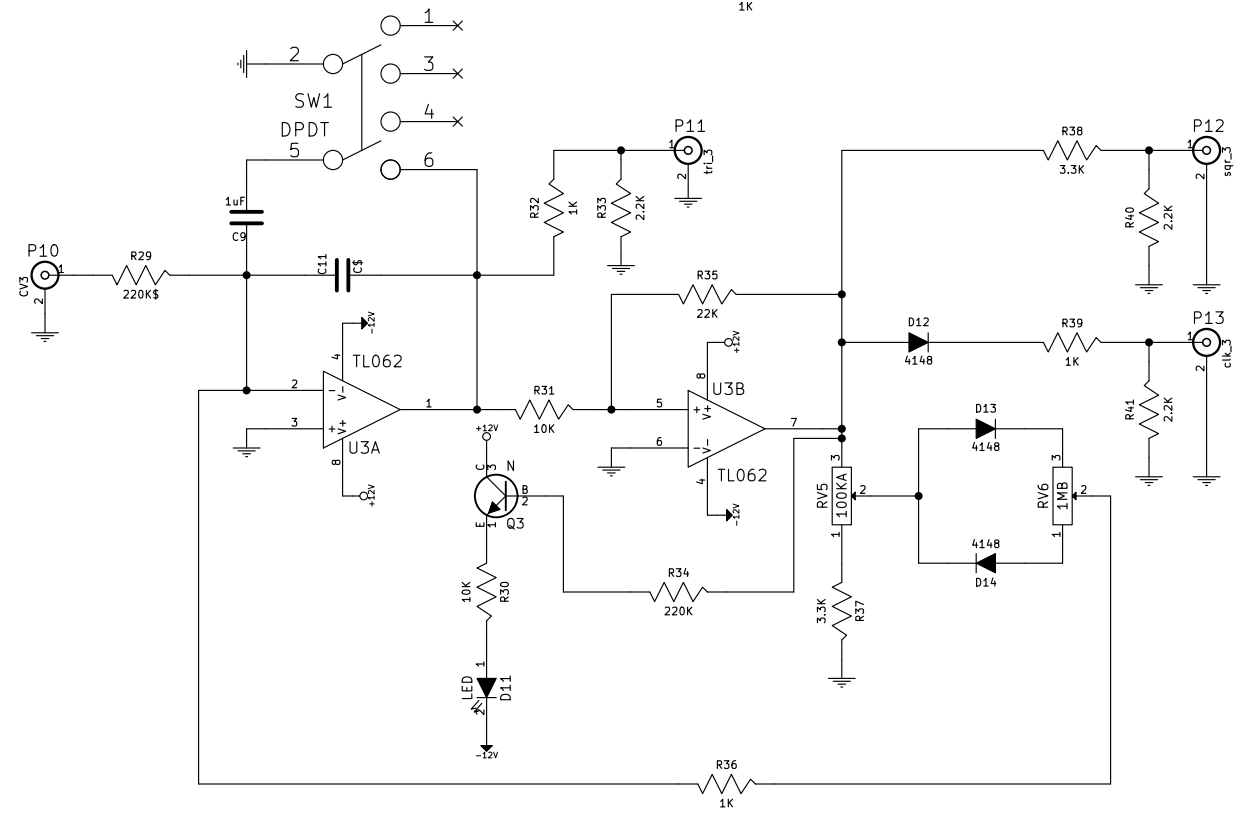 1K
1
2
3
SW1
DPDT
4
5
6
P11
1
tri_3
2
P12
1
sqr_3
2
R38
3.3K
1uF
C9
R32
1K
R33
2.2K
R40
2.2K
P10
1
CV3
2
R29
220K$
C11
C$
R35
22K
-12V
4
TL062
2
3
1
V-
V+
8
U3A
+12V
R31
10K
+12V
8
U3B
5
6
7
V+
V-
4
TL062
-12V
D12
4148
R39
1K
P13
1
clk_3
2
R41
2.2K
D13
4148
+12V
C
3
N
B
2
E
1
Q3
3
RV5
100KA
2
1
3
RV6
1MB
2
1
4148
D14
R34
220K
10K
R30
3.3K
R37
1
LED
D11
2
-12V
R36
1K